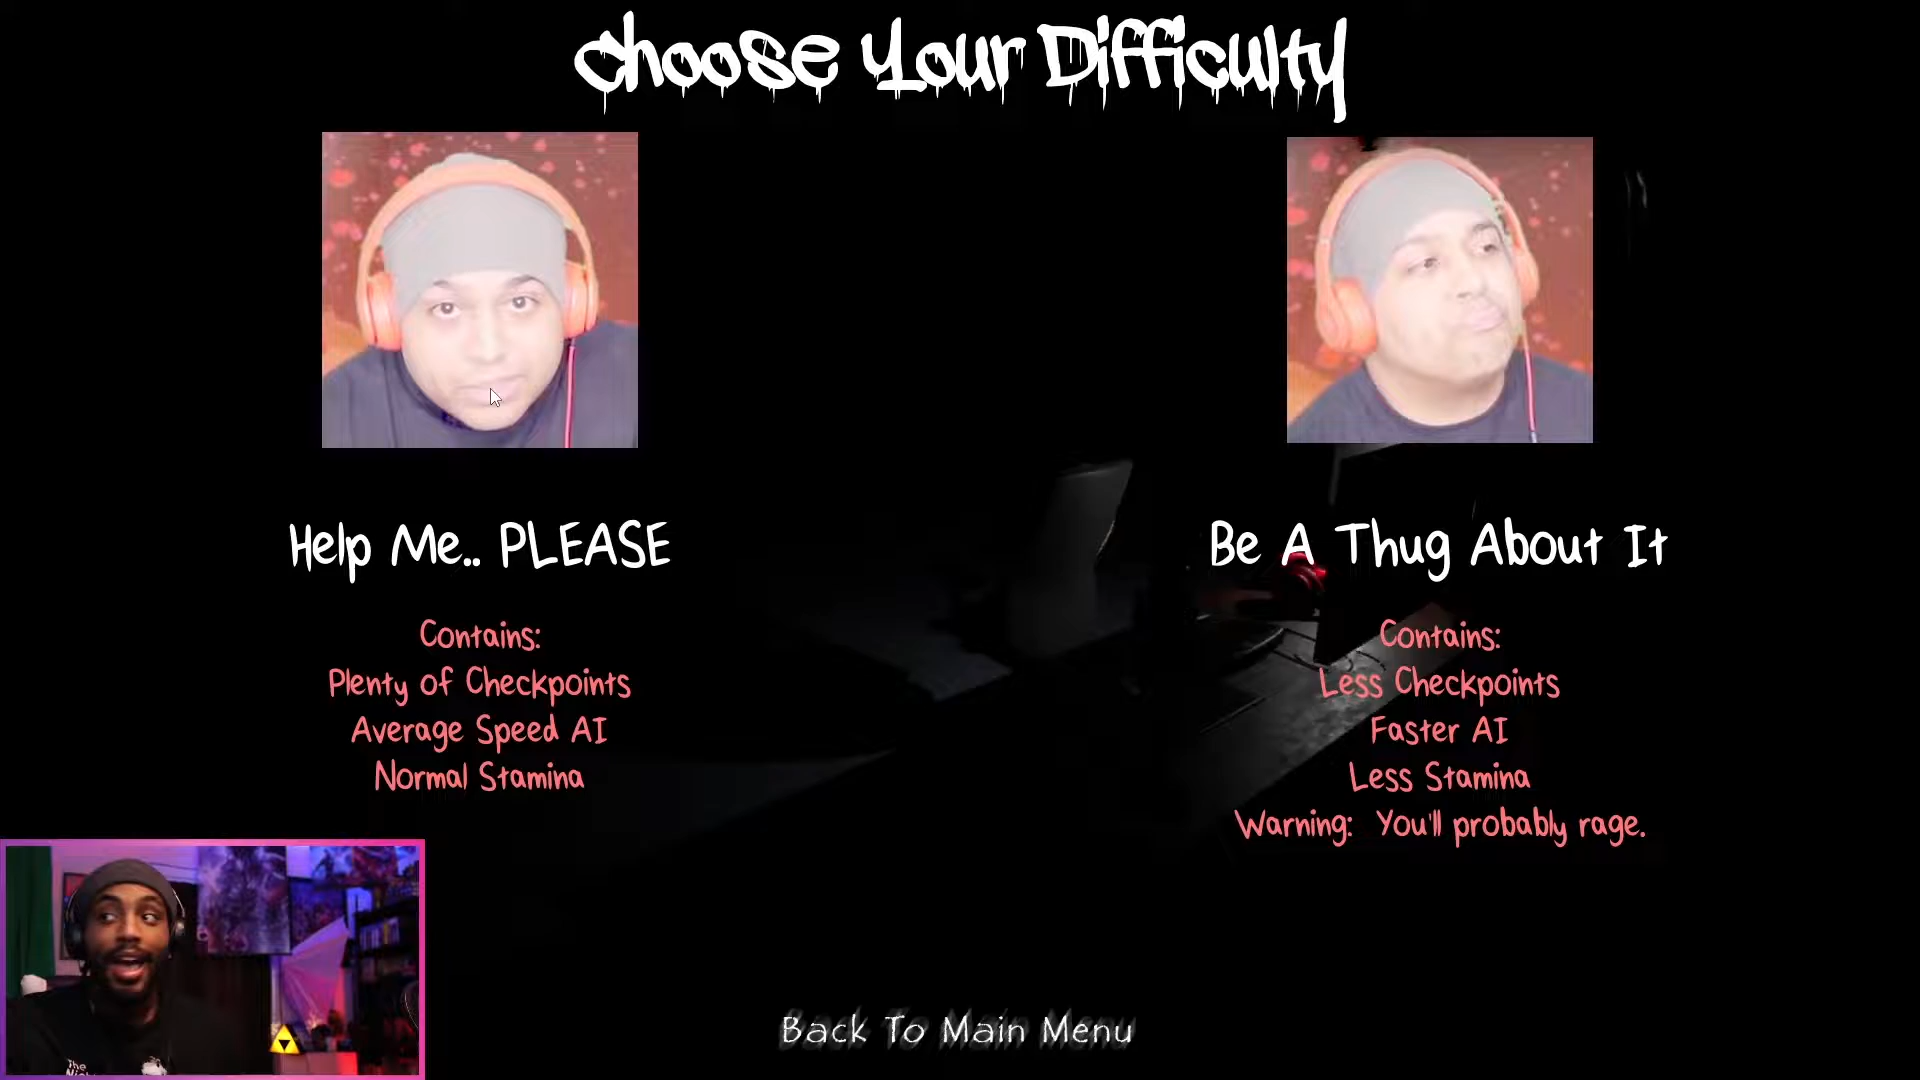 Choose Your Difficulty
Help Me.. PLEASE
Contains:
Plenty of Checkpoints
Average Speed AI
Normal Stamina
Be A Thug About It
Contains:
Less Checkpoints
Faster AI
Less Stamina
Warning: You'll probably rage.
Back To Main Menu
The